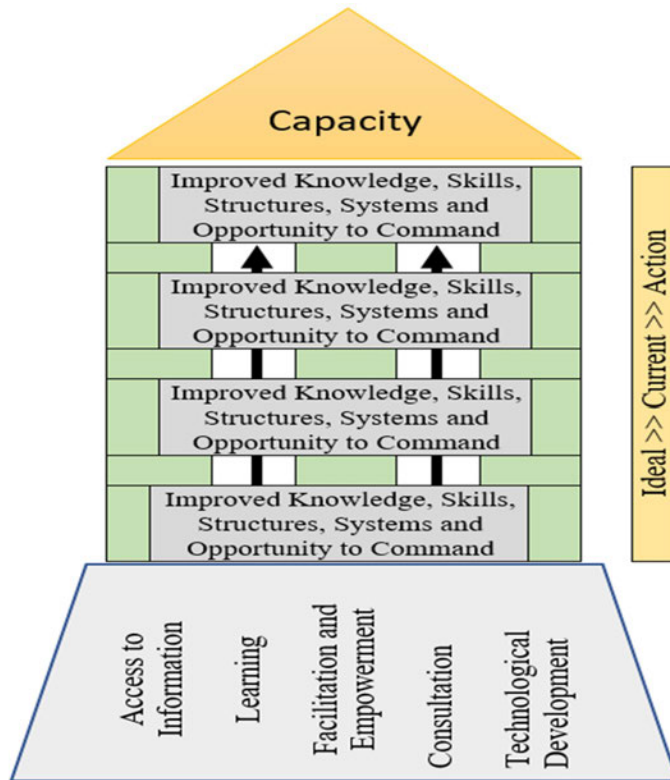 Capacity
Improved Knowledge, Skills,
Structures, Systems and
Opportunity to Command
Improved Knowledge, Skills,
Structures, Systems and
Opportunity to Command
Improved Knowledge, Skills,
Structures, Systems and
Opportunity to Command
Improved Knowledge, Skills,
Structures, Systems and
Opportunity to Command
Ideal >> Current >> Action
Access to
Information
Learning
Facilitation and
Empowerment
Consultation
Technological
Development